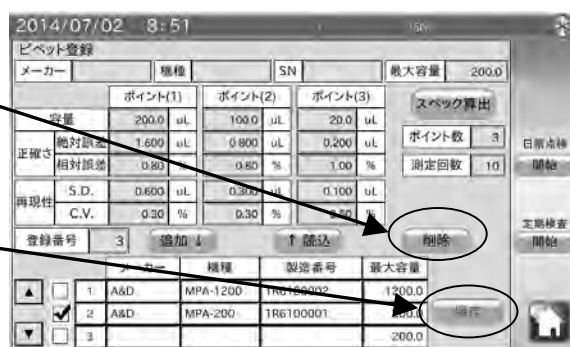 2014/07/02 8:51
ピペット登録
メーカー 機種 SN 最大容量 200.0
ポイント(1) ポイント(2) ポイント(3) スペック算出
容量 200.0 uL 100.0 uL 20.0 uL
正確さ 絶対誤差 1.600 uL 0.800 uL 0.200 uL ポイント数 3
相対誤差 0.80 % 0.80 % 1.00 % 測定回数 10
日常点検
開始
再現性 S.D. 0.600 uL 0.300 uL 0.100 uL
C.V. 0.30 % 0.30 % 0.50 %
定期検査
開始
登録番号 3 追加↓ ↑読込 削除
メーカー 機種 製造番号 最大容量
▲ 1 A&D MPA-1200 1R6100002 1200.0
✓ 2 A&D MPA-200 1R6100001 200.0
▼ 3 200.0